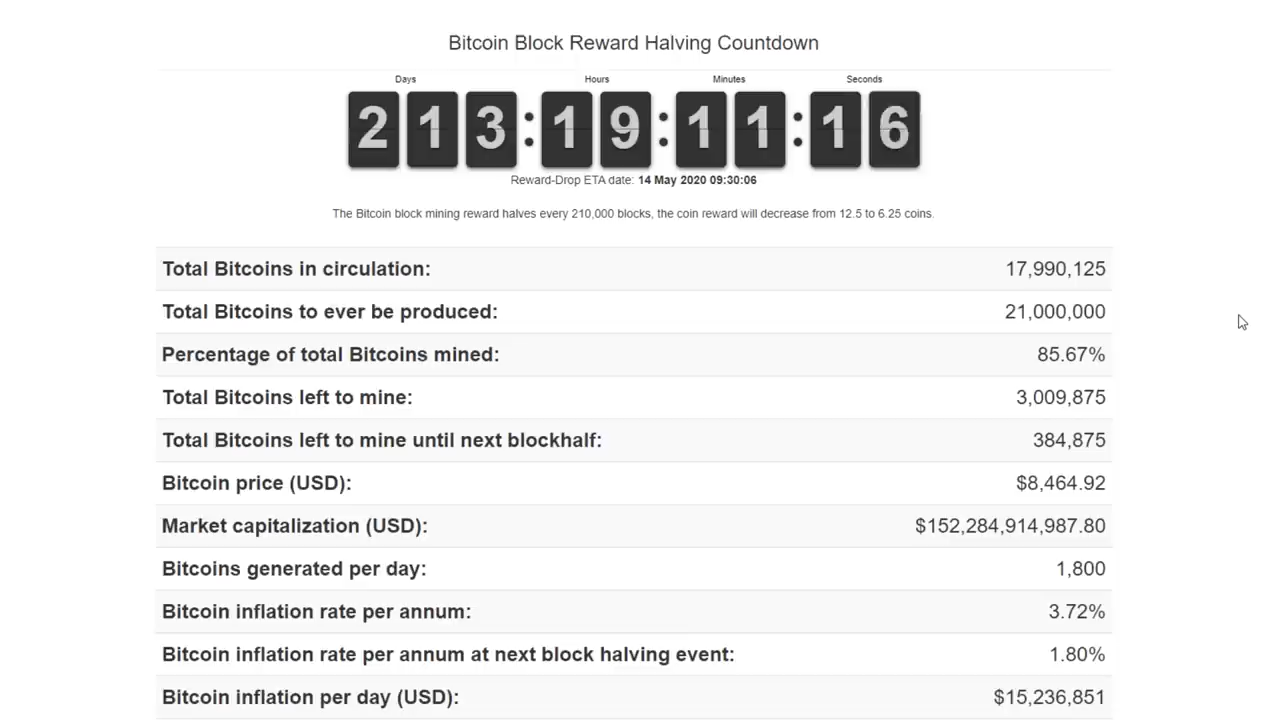 Bitcoin Block Reward Halving Countdown
Days Hours Minutes Seconds
213:19:11:16
Reward-Drop ETA date: 14 May 2020 09:30:06
The Bitcoin block mining reward halves every 210,000 blocks, the coin reward will decrease from 12.5 to 6.25 coins.
Total Bitcoins in circulation: 17,990,125
Total Bitcoins to ever be produced: 21,000,000
Percentage of total Bitcoins mined: 85.67%
Total Bitcoins left to mine: 3,009,875
Total Bitcoins left to mine until next blockhalf: 384,875
Bitcoin price (USD): $8,464.92
Market capitalization (USD): $152,284,914,987.80
Bitcoins generated per day: 1,800
Bitcoin inflation rate per annum: 3.72%
Bitcoin inflation rate per annum at next block halving event: 1.80%
Bitcoin inflation per day (USD): $15,236,851